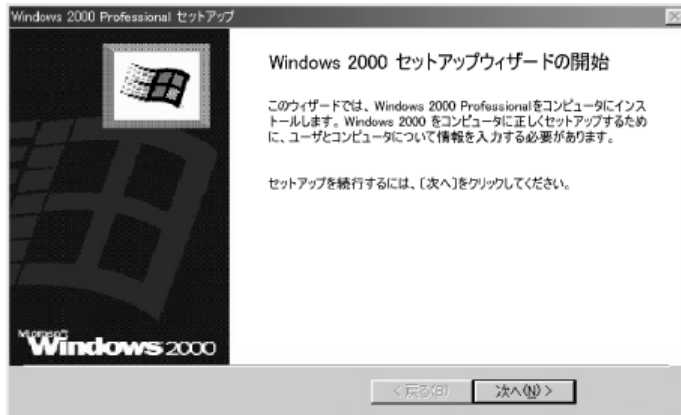 Windows 2000 Professional セットアップ
Windows 2000 セットアップウィザードの開始
このウィザードでは、Windows 2000 Professionalをコンピュータにインス
トールします。Windows 2000 をコンピュータに正しくセットアップするため
に、ユーザとコンピュータについて情報を入力する必要があります。
セットアップを続行するには、[次へ]をクリックしてください。
Microsoft
Windows 2000
< 戻る(B)
次へ(N) >